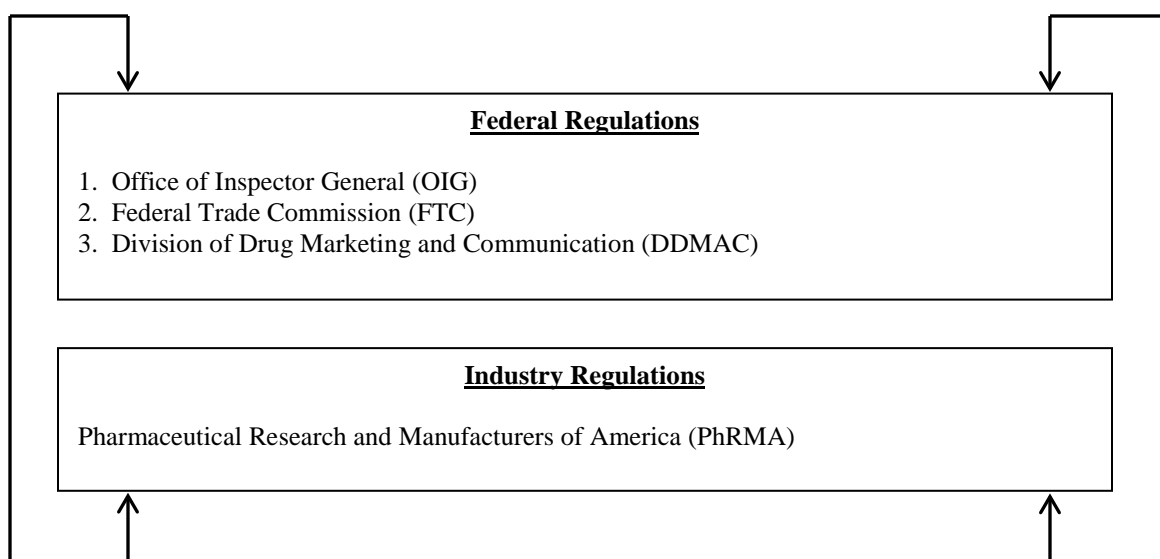 Federal Regulations
1. Office of Inspector General (OIG)
2. Federal Trade Commission (FTC)
3. Division of Drug Marketing and Communication (DDMAC)
Industry Regulations
Pharmaceutical Research and Manufacturers of America (PhRMA)